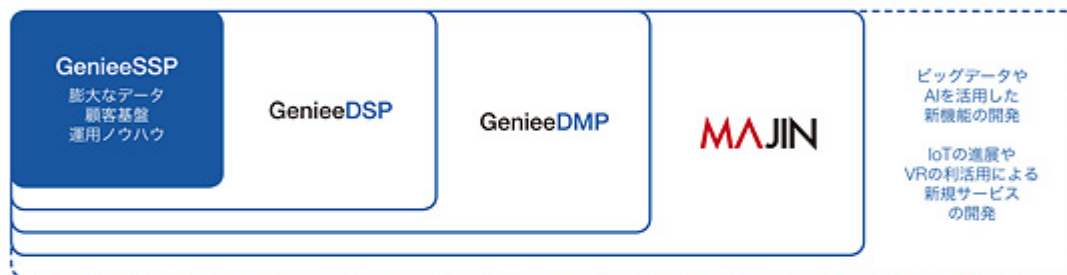 GenieeSSP
膨大なデータ
顧客基盤
運用ノウハウ
GenieeDSP
GenieeDMP
MAJIN
ビッグデータや
AIを活用した
新機能の開発
IoTの進展や
VRの利活用による
新規サービス
の開発